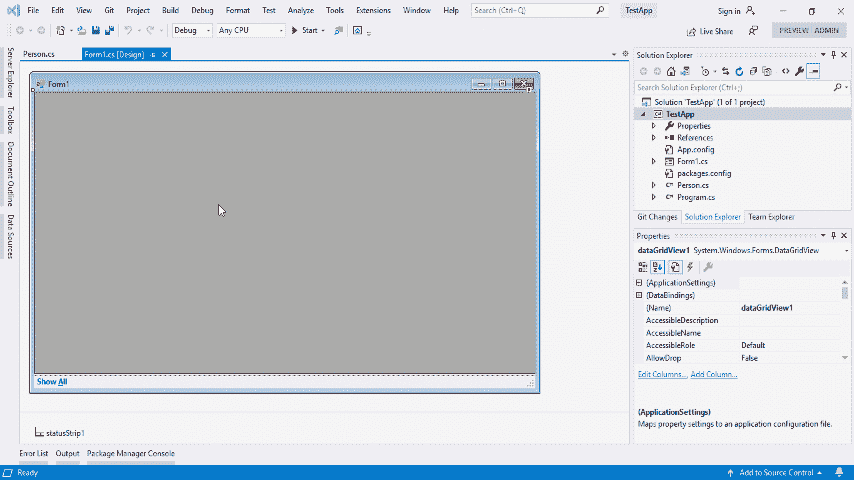 File Edit View Git Project Build Debug Format Test Analyze Tools Extensions Window Help Search (Ctrl+Q) TestApp Sign in
Debug Any CPU Start Live Share PREVIEW ADMIN
Server Explorer
Toolbox
Document Outline
Data Sources
Person.cs Form1.cs [Design]
Form1
Show All
statusStrip1
Solution Explorer
Search Solution Explorer (Ctrl+;)
Solution 'TestApp' (1 of 1 project)
TestApp
Properties
References
App.config
Form1.cs
packages.config
Person.cs
Program.cs
Git Changes Solution Explorer Team Explorer
Properties
dataGridView1 System.Windows.Forms.DataGridView
(ApplicationSettings)
(DataBindings)
(Name) dataGridView1
AccessibleDescription
AccessibleName
AccessibleRole Default
AllowDrop False
Edit Columns... Add Column...
(ApplicationSettings)
Maps property settings to an application configuration file.
Error List Output Package Manager Console
Ready Add to Source Control